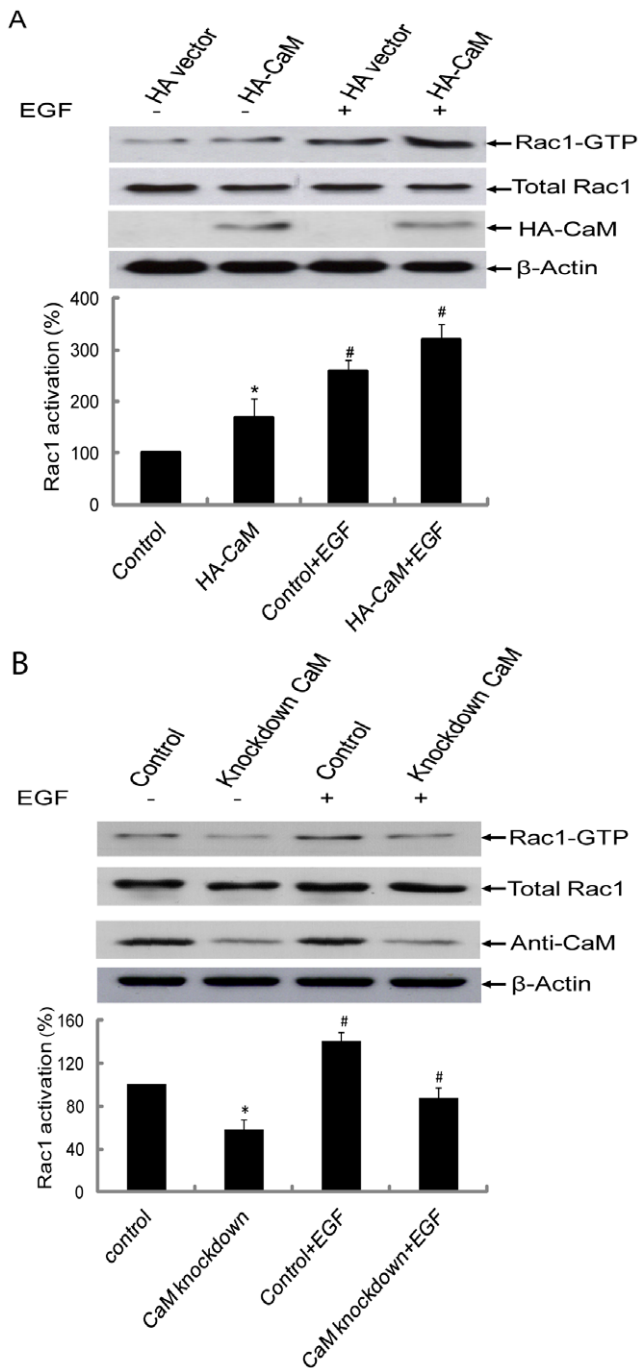 A
HA vector
HA-CaM
HA vector
HA-CaM
EGF - - + +
Rac1-GTP
Total Rac1
HA-CaM
β-Actin
Rac1 activation (%)
400
300
200
100
0
*
#
#
Control
HA-CaM
Control+EGF
HA-CaM+EGF
B
Control
Knockdown CaM
Control
Knockdown CaM
EGF - - + +
Rac1-GTP
Total Rac1
Anti-CaM
β-Actin
Rac1 activation (%)
160
120
80
40
0
*
#
#
control
CaM knockdown
Control+EGF
CaM knockdown+EGF